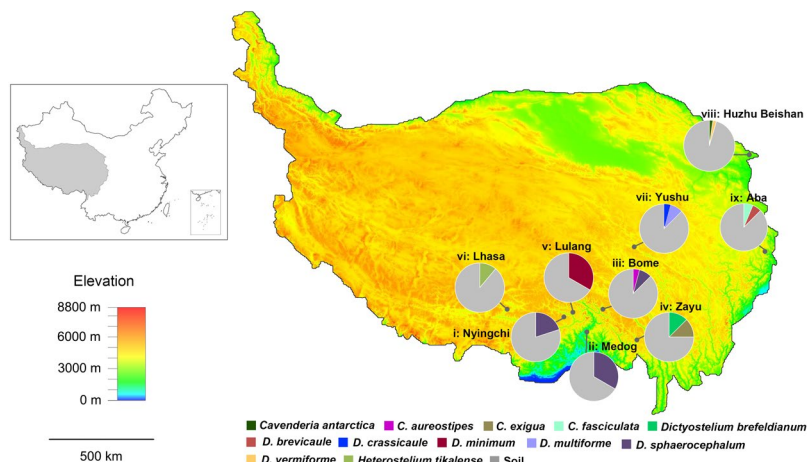 viii: Huzhu Beishan
vii: Yushu
ix: Aba
v: Lulang
vi: Lhasa
iii: Bome
iv: Zayu
i: Nyingchi
ii: Medog
Elevation
8800 m
6000 m
3000 m
0 m
500 km
Cavenderia antarctica C. aureostipes C. exigua C. fasciculata Dictyostelium brefeldianum
D. brevicaule D. crassicaule D. minimum D. multiforme D. sphaerocephalum
D. vermiforme Heterostelium tikalense Soil